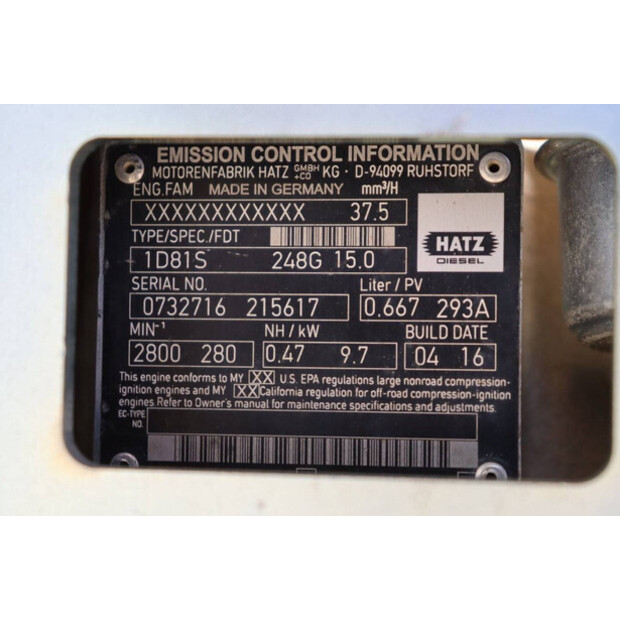 EMISSION CONTROL INFORMATION
MOTORENFABRIK HATZ GMBH +CO KG · D-94099 RUHSTORF
ENG.FAM MADE IN GERMANY mm³/H
XXXXXXXXXXXX 37.5
TYPE/SPEC./FDT
1D81S 248G 15.0
HATZ
DIESEL
SERIAL NO. Liter / PV
0732716 215617 0.667 293A
MIN⁻¹ NH / kW BUILD DATE
2800 280 0.47 9.7 04 16
This engine conforms to MY XX U.S. EPA regulations large nonroad compression-
ignition engines and MY XX California regulation for off-road compression-ignition
engines. Refer to Owner's manual for maintenance specifications and adjustments.
EC-TYPE
NO.